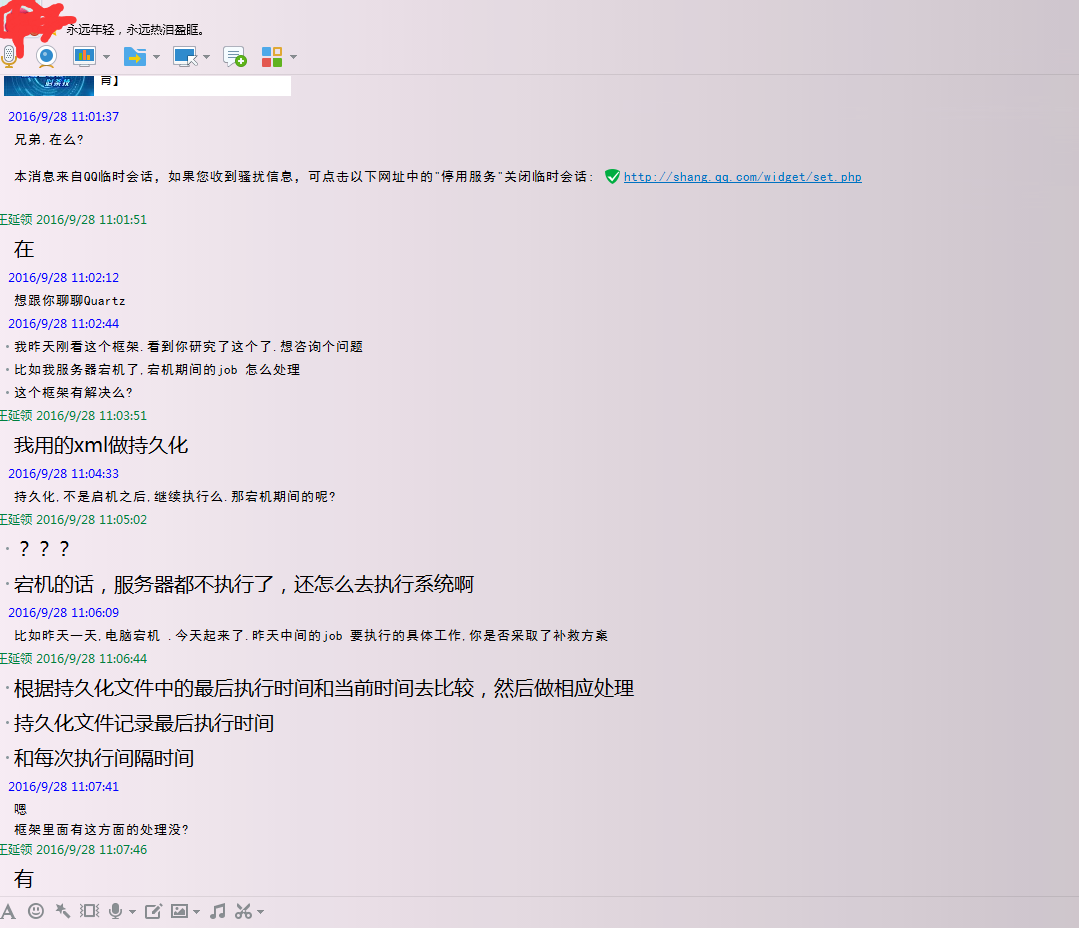 永远年轻，永远热泪盈眶。
肓】
2016/9/28 11:01:37
兄弟,在么?
本消息来自QQ临时会话，如果您收到骚扰信息，可点击以下网址中的"停用服务"关闭临时会话： http://shang.qq.com/widget/set.php
王延领 2016/9/28 11:01:51
在
2016/9/28 11:02:12
想跟你聊聊Quartz
2016/9/28 11:02:44
我昨天刚看这个框架.看到你研究了这个了.想咨询个问题
比如我服务器宕机了,宕机期间的job 怎么处理
这个框架有解决么?
王延领 2016/9/28 11:03:51
我用的xml做持久化
2016/9/28 11:04:33
持久化,不是启机之后,继续执行么.那宕机期间的呢?
王延领 2016/9/28 11:05:02
？？？
宕机的话，服务器都不执行了，还怎么去执行系统啊
2016/9/28 11:06:09
比如昨天一天,电脑宕机 .今天起来了.昨天中间的job 要执行的具体工作,你是否采取了补救方案
王延领 2016/9/28 11:06:44
根据持久化文件中的最后执行时间和当前时间去比较，然后做相应处理
持久化文件记录最后执行时间
和每次执行间隔时间
2016/9/28 11:07:41
嗯
框架里面有这方面的处理没?
王延领 2016/9/28 11:07:46
有